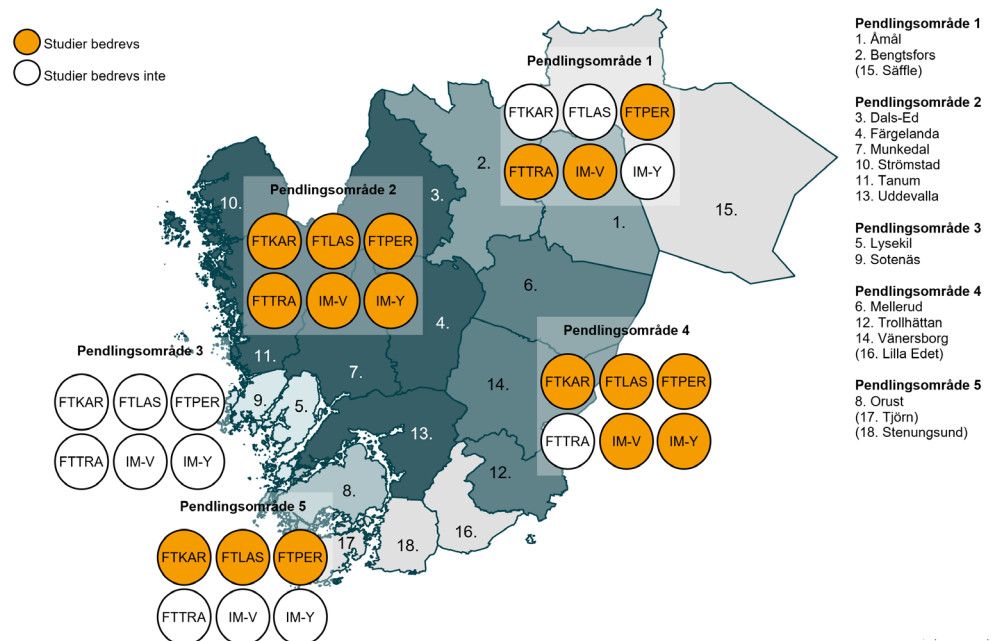 Studier bedrevs
Studier bedrevs inte
Pendlingsområde 1
FTKAR FTLAS FTPER
FTTRA IM-V IM-Y
Pendlingsområde 2
FTKAR FTLAS FTPER
FTTRA IM-V IM-Y
Pendlingsområde 3
FTKAR FTLAS FTPER
FTTRA IM-V IM-Y
Pendlingsområde 4
FTKAR FTLAS FTPER
FTTRA IM-V IM-Y
Pendlingsområde 5
FTKAR FTLAS FTPER
FTTRA IM-V IM-Y
10.
3.
2.
1.
15.
6.
4.
11.
7.
14.
9.
5.
13.
12.
8.
16.
17
18.
Pendlingsområde 1
1. Åmål
2. Bengtsfors
(15. Säffle)
Pendlingsområde 2
3. Dals-Ed
4. Färgelanda
7. Munkedal
10. Strömstad
11. Tanum
13. Uddevalla
Pendlingsområde 3
5. Lysekil
9. Sotenäs
Pendlingsområde 4
6. Mellerud
12. Trollhättan
14. Vänersborg
(16. Lilla Edet)
Pendlingsområde 5
8. Orust
(17. Tjörn)
(18. Stenungsund)